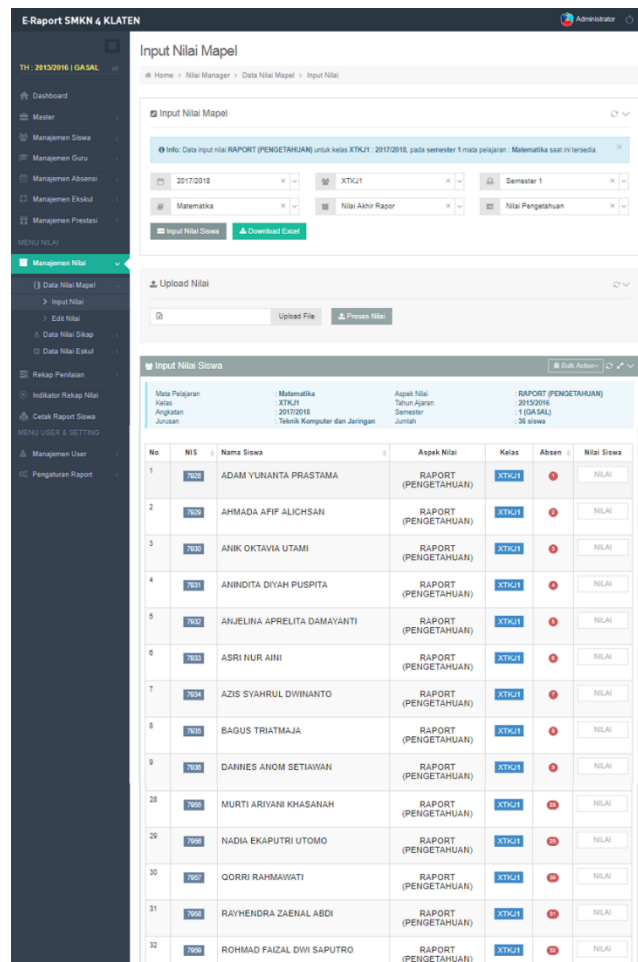 E-Raport SMKN 4 KLATEN
Administrator
TH : 2015/2016 | GASAL
Dashboard
Master
Manajemen Siswa
Manajemen Guru
Manajemen Absensi
Manajemen Ekskul
Manajemen Prestasi
MENU NILAI
Manajemen Nilai
Data Nilai Mapel
> Input Nilai
> Edit Nilai
Data Nilai Sikap
Data Nilai Eskul
Rekap Penilaian
Indikator Rekap Nilai
Cetak Raport Siswa
MENU USER & SETTING
Manajemen User
Pengaturan Raport
Input Nilai Mapel
Home > Nilai Manager > Data Nilai Mapel > Input Nilai
Input Nilai Mapel
Info: Data input nilai RAPORT (PENGETAHUAN) untuk kelas XTKJ1 : 2017/2018, pada semester 1 mata pelajaran : Matematika saat ini tersedia. ×
2017/2018 × XTKJ1 × Semester 1 ×
Matematika × Nilai Akhir Rapor × Nilai Pengetahuan ×
Input Nilai Siswa Download Excel
Upload Nilai
Upload File Proses Nilai
Input Nilai Siswa Bulk Action
Mata Pelajaran : Matematika Aspek Nilai : RAPORT (PENGETAHUAN)
Kelas : XTKJ1 Tahun Ajaran : 2015/2016
Angkatan : 2017/2018 Semester : 1 (GASAL)
Jurusan : Teknik Komputer dan Jaringan Jumlah : 36 siswa
No NIS Nama Siswa Aspek Nilai Kelas Absen Nilai Siswa
1 7928 ADAM YUNANTA PRASTAMA RAPORT (PENGETAHUAN) XTKJ1 1 NILAI
2 7929 AHMADA AFIF ALICHSAN RAPORT (PENGETAHUAN) XTKJ1 2 NILAI
3 7930 ANIK OKTAVIA UTAMI RAPORT (PENGETAHUAN) XTKJ1 3 NILAI
4 7931 ANINDITA DIYAH PUSPITA RAPORT (PENGETAHUAN) XTKJ1 4 NILAI
5 7932 ANJELINA APRELITA DAMAYANTI RAPORT (PENGETAHUAN) XTKJ1 5 NILAI
6 7933 ASRI NUR AINI RAPORT (PENGETAHUAN) XTKJ1 6 NILAI
7 7934 AZIS SYAHRUL DWINANTO RAPORT (PENGETAHUAN) XTKJ1 7 NILAI
8 7935 BAGUS TRIATMAJA RAPORT (PENGETAHUAN) XTKJ1 8 NILAI
9 7936 DANNES ANOM SETIAWAN RAPORT (PENGETAHUAN) XTKJ1 9 NILAI
28 7955 MURTI ARIYANI KHASANAH RAPORT (PENGETAHUAN) XTKJ1 28 NILAI
29 7956 NADIA EKAPUTRI UTOMO RAPORT (PENGETAHUAN) XTKJ1 29 NILAI
30 7957 QORRI RAHMAWATI RAPORT (PENGETAHUAN) XTKJ1 30 NILAI
31 7958 RAYHENDRA ZAENAL ABDI RAPORT (PENGETAHUAN) XTKJ1 31 NILAI
32 7959 ROHMAD FAIZAL DWI SAPUTRO RAPORT (PENGETAHUAN) XTKJ1 32 NILAI